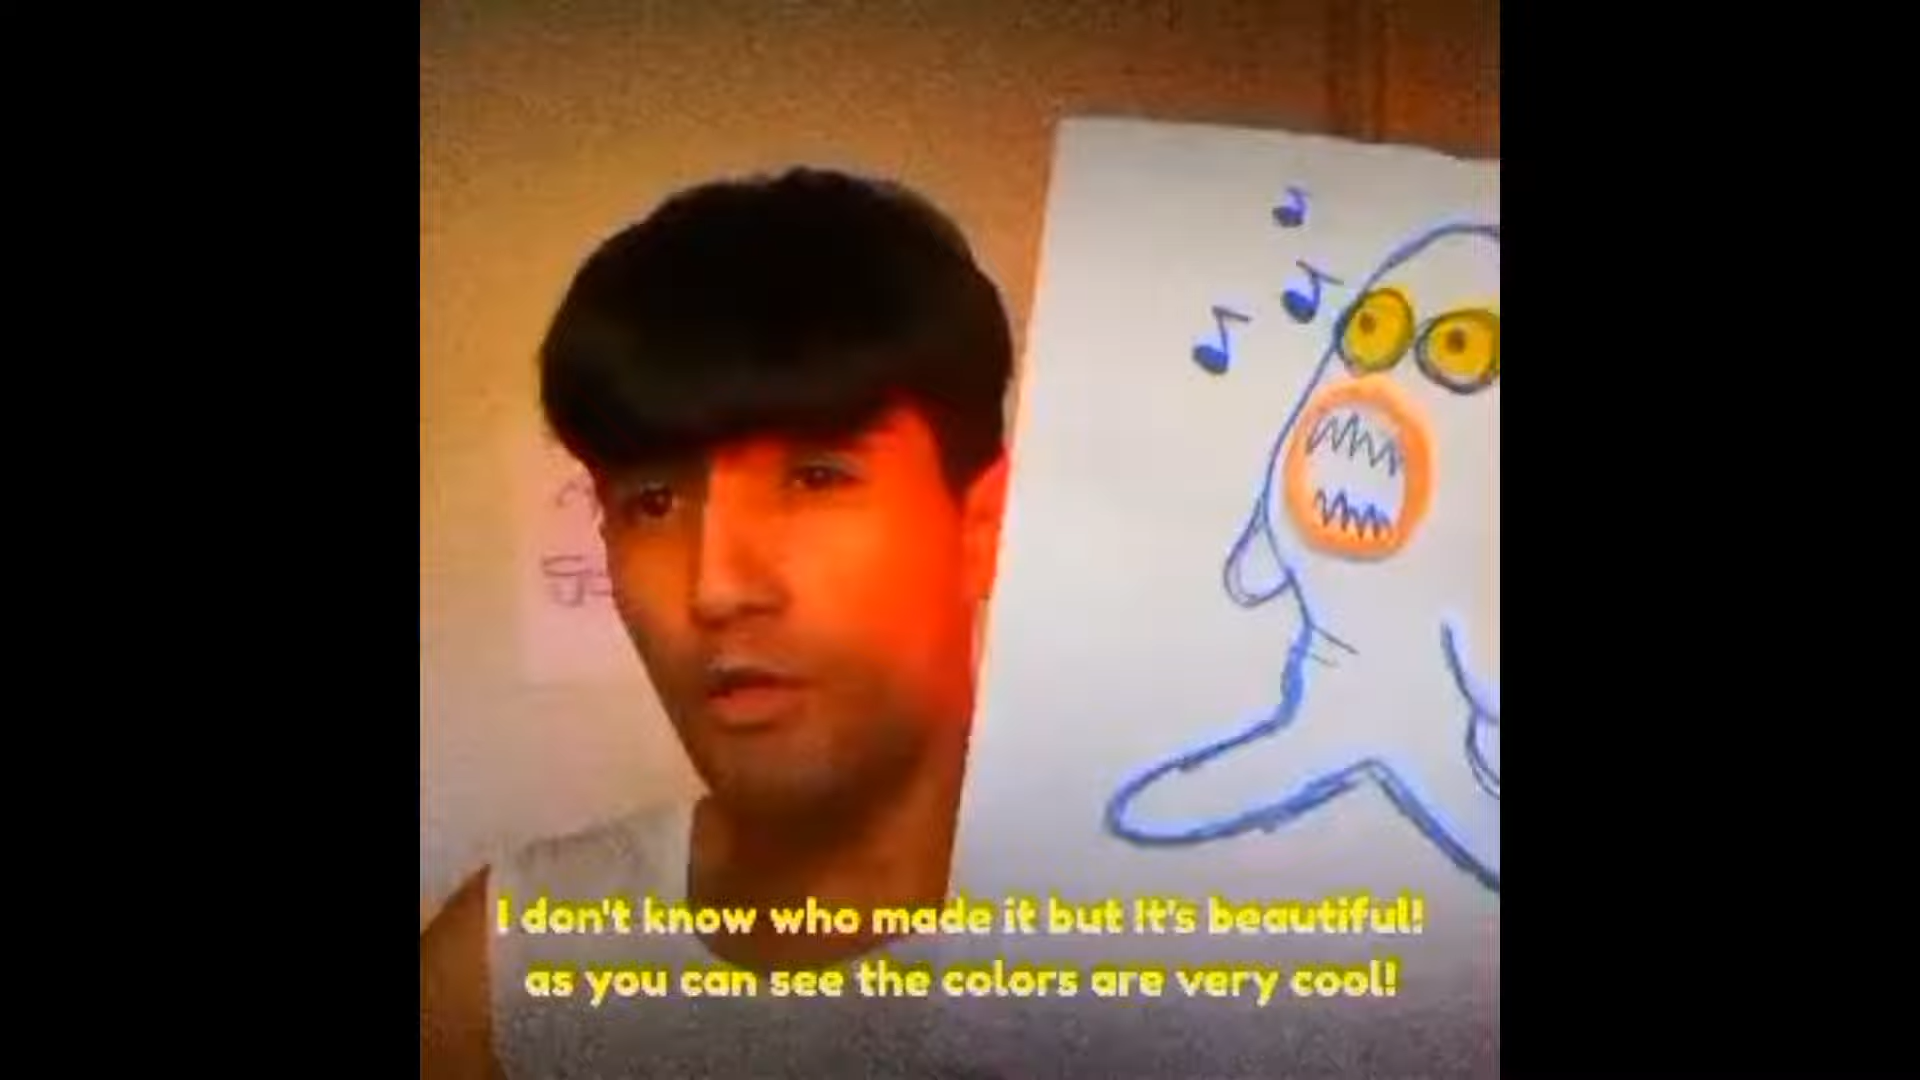 I don't know who made it but It's beautiful!
as you can see the colors are very cool!